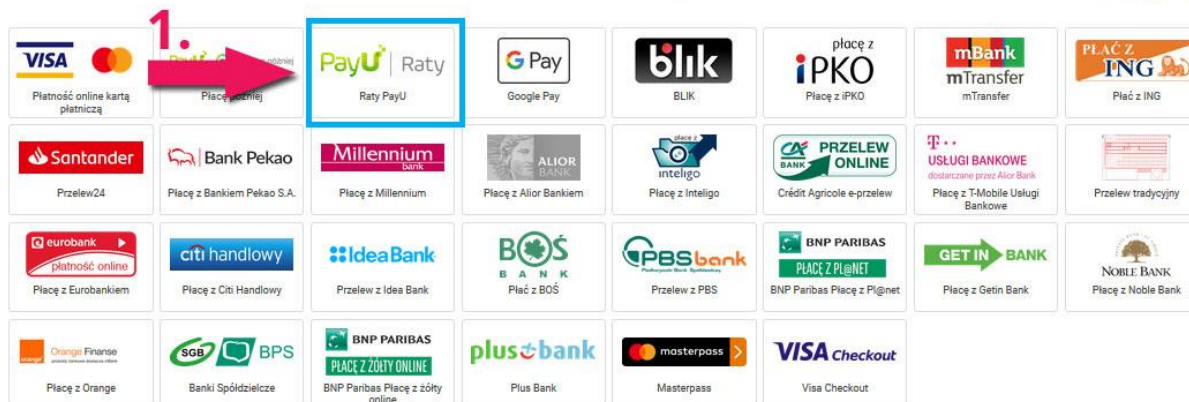 1.
VISA
Płatność online kartą
płatniczą
później
Płacę później
PayU | Raty
Raty PayU
G Pay
Google Pay
blik
BLIK
płacę z
iPKO
Płacę z iPKO
mBank
mTransfer
mTransfer
PŁAĆ Z
ING
Płać z ING
Santander
Przelew24
Bank Pekao
Płacę z Bankiem Pekao S.A.
Millennium
bank
Płacę z Millennium
ALIOR
BANK
Płacę z Alior Bankiem
płacę z
inteligo
Płacę z Inteligo
CA
BANK
PRZELEW
ONLINE
Crédit Agricole e-przelew
T..
USŁUGI BANKOWE
dostarczane przez Alior Bank
Płacę z T-Mobile Usługi
Bankowe
Przelew tradycyjny
eurobank
płatność online
Płacę z Eurobankiem
citi handlowy
Płacę z Citi Handlowy
IdeaBank
Przelew z Idea Bank
BOŚ
BANK
Płać z BOŚ
PBSbank
Podkarpacki Bank Spółdzielczy
Przelew z PBS
BNP PARIBAS
PŁACĘ Z PL@NET
BNP Paribas Płacę z Pl@net
GET IN BANK
Płacę z Getin Bank
NOBLE BANK
Płacę z Noble Bank
orange
Orange Finanse
Płacę z Orange
SGB
BPS
Banki Spółdzielcze
BNP PARIBAS
PŁACĘ Z ŻÓŁTY ONLINE
BNP Paribas Płacę z żółty
online
plusbank
Plus Bank
masterpass
Masterpass
VISA Checkout
Visa Checkout